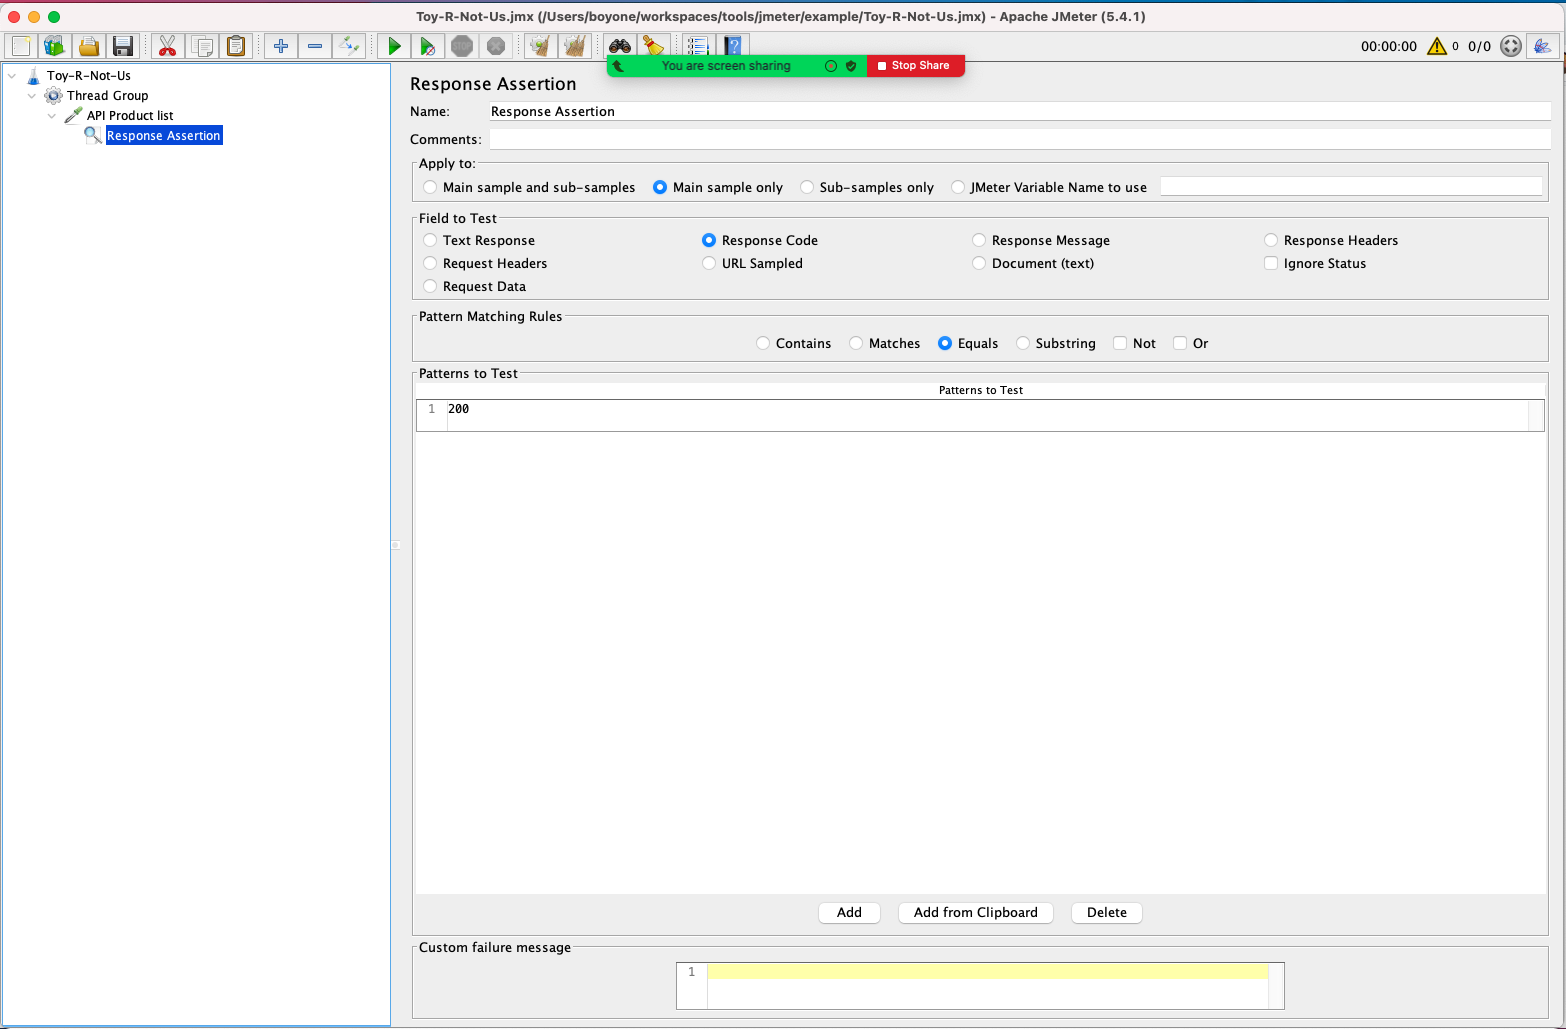 Toy-R-Not-Us.jmx (/Users/boyone/workspaces/tools/jmeter/example/Toy-R-Not-Us.jmx) - Apache JMeter (5.4.1)
STOP
00:00:00 0 0/0
You are screen sharing Stop Share
Toy-R-Not-Us
Thread Group
API Product list
Response Assertion
Response Assertion
Name: Response Assertion
Comments:
Apply to:
Main sample and sub-samples Main sample only Sub-samples only JMeter Variable Name to use
Field to Test
Text Response Response Code Response Message Response Headers
Request Headers URL Sampled Document (text) Ignore Status
Request Data
Pattern Matching Rules
Contains Matches Equals Substring Not Or
Patterns to Test
Patterns to Test
1 200
Add Add from Clipboard Delete
Custom failure message
1